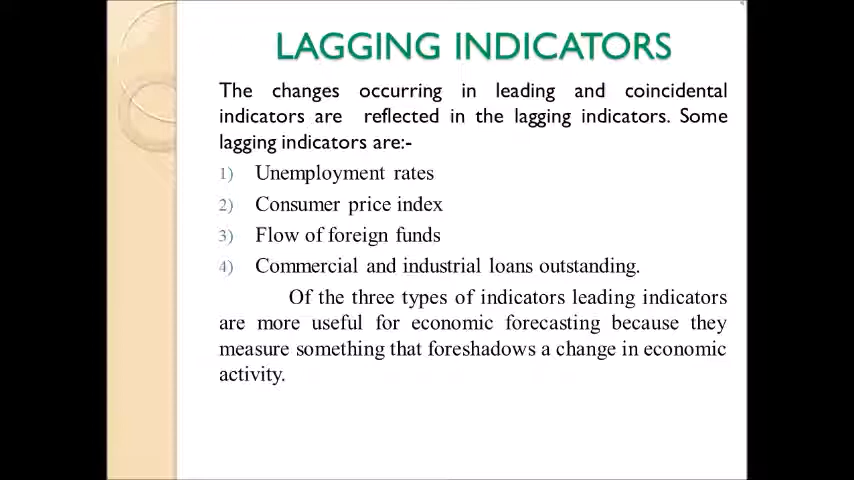 LAGGING INDICATORS
The changes occurring in leading and coincidental
indicators are reflected in the lagging indicators. Some
lagging indicators are:-
1) Unemployment rates
2) Consumer price index
3) Flow of foreign funds
4) Commercial and industrial loans outstanding.
Of the three types of indicators leading indicators
are more useful for economic forecasting because they
measure something that foreshadows a change in economic
activity.